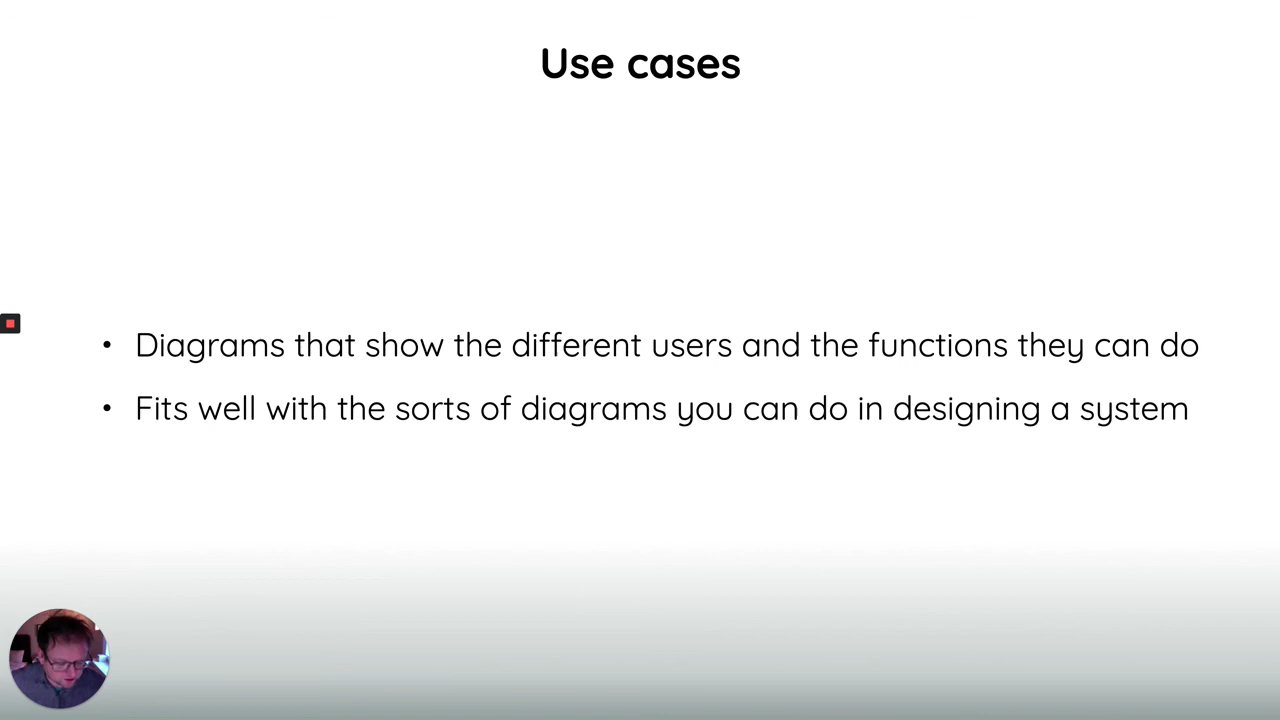 Use cases
• Diagrams that show the different users and the functions they can do
• Fits well with the sorts of diagrams you can do in designing a system